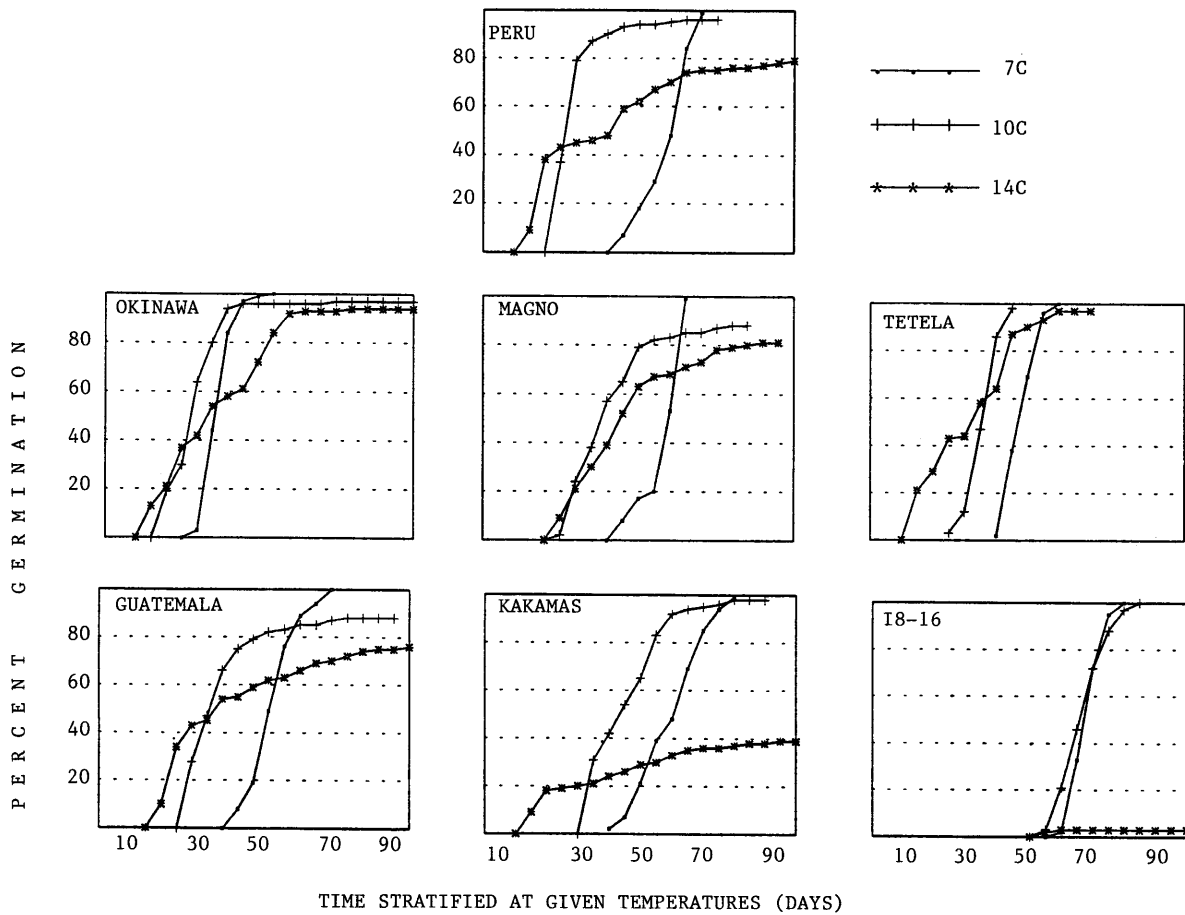 PERU
80
60
40
20
7C
10C
14C
OKINAWA
80
60
40
20
MAGNO
TETELA
GUATEMALA
80
60
40
20
10 30 50 70 90
KAKAMAS
10 30 50 70 90
I8-16
10 30 50 70 90
PERCENT GERMINATION
TIME STRATIFIED AT GIVEN TEMPERATURES (DAYS)